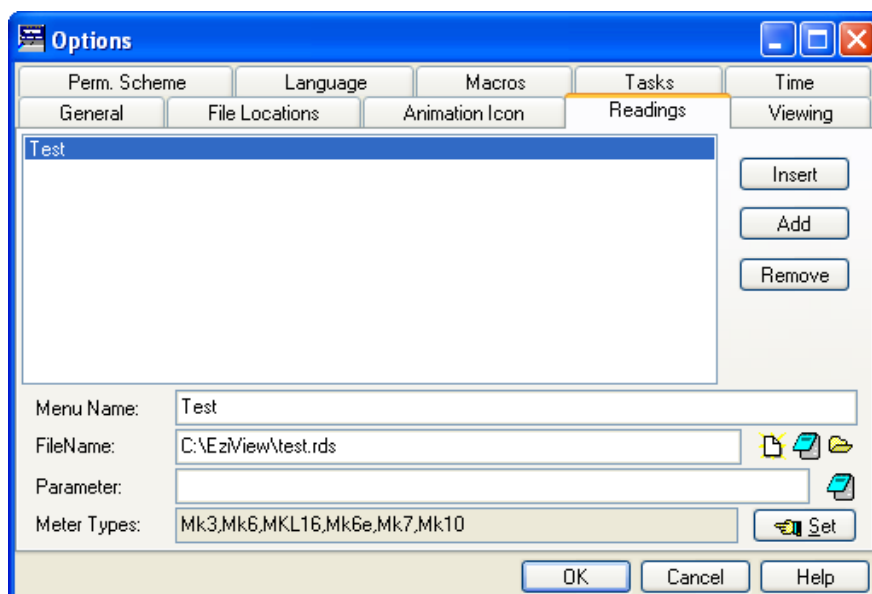 Options
Perm. Scheme Language Macros Tasks Time
General File Locations Animation Icon Readings Viewing
Test
Insert
Add
Remove
Menu Name: Test
FileName: C:\EziView\test.rds
Parameter:
Meter Types: Mk3,Mk6,MKL16,Mk6e,Mk7,Mk10 Set
OK Cancel Help